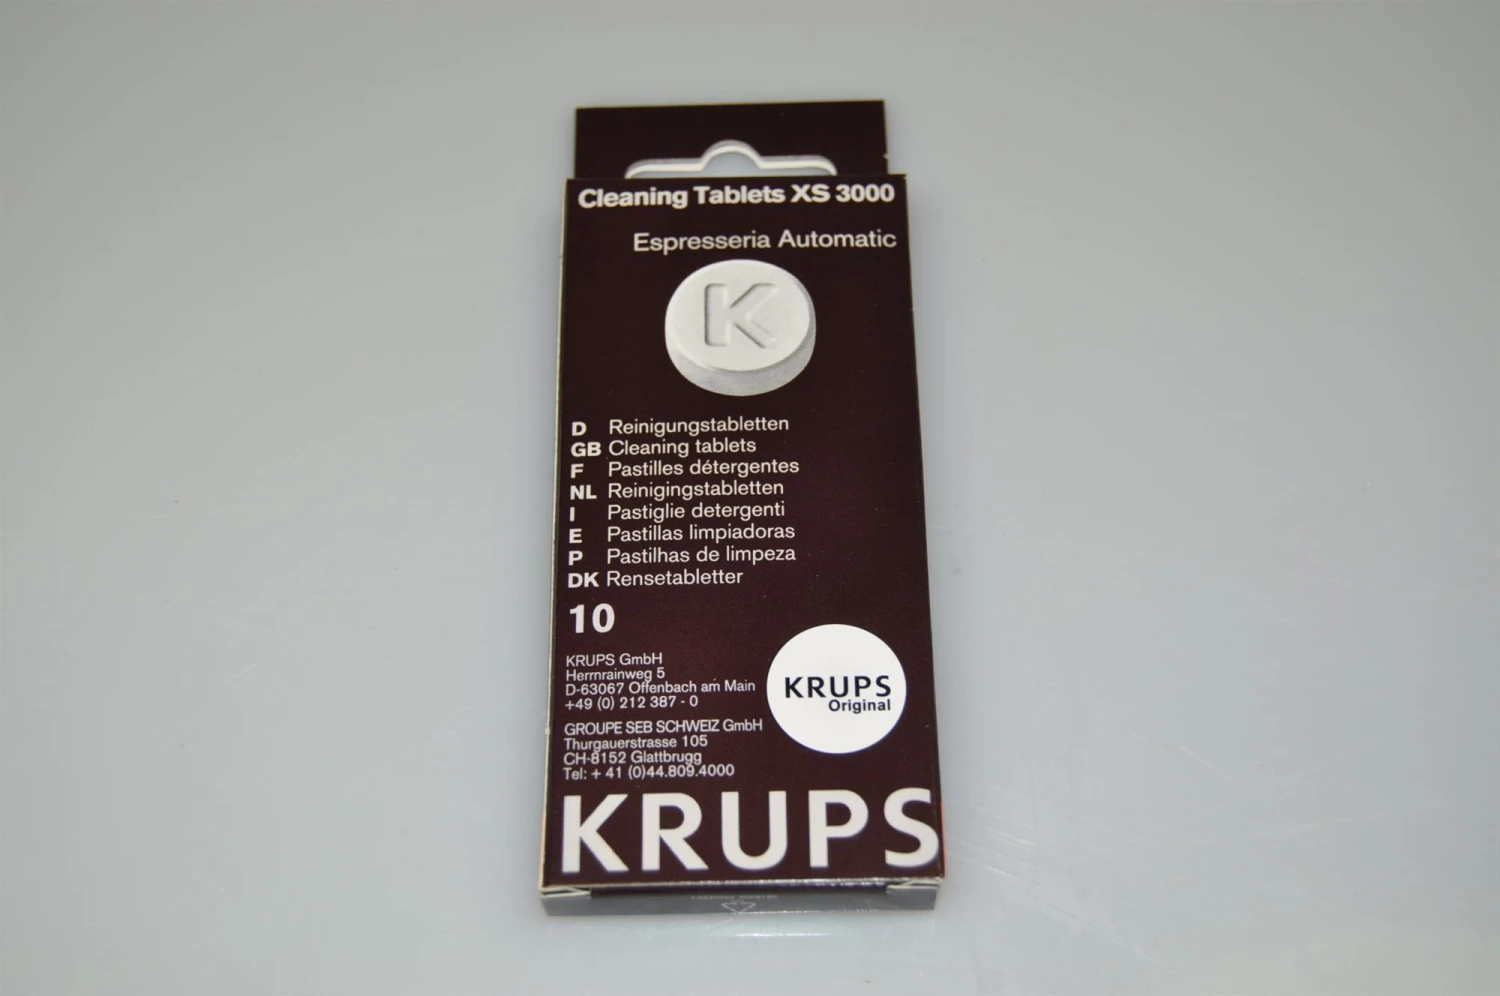 Cleaning Tablets XS 3000
Espresseria Automatic
K
D Reinigungstabletten
GB Cleaning tablets
F Pastilles détergentes
NL Reinigingstabletten
I Pastiglie detergenti
E Pastillas limpiadoras
P Pastilhas de limpeza
DK Rensetabletter
10
KRUPS GmbH
Herrnrainweg 5
D-63067 Offenbach am Main
+49 (0) 212 387 - 0
KRUPS
Original
GROUPE SEB SCHWEIZ GmbH
Thurgauerstrasse 105
CH-8152 Glattbrugg
Tel: + 41 (0)44.809.4000
KRUPS